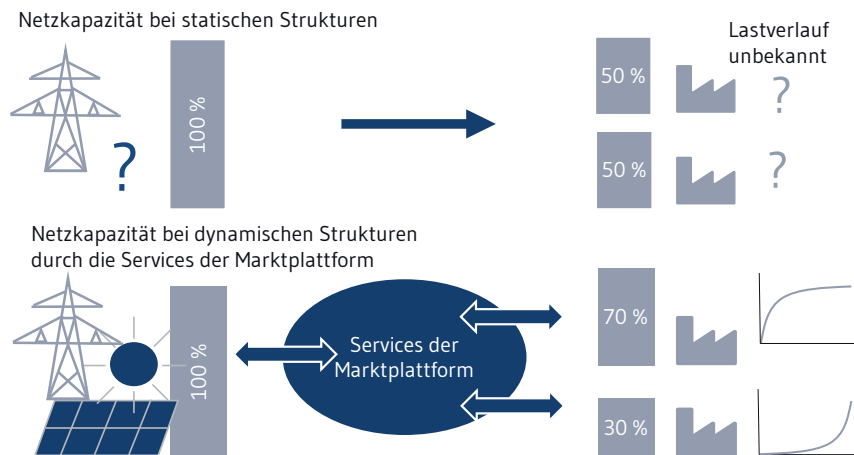 Netzkapazität bei statischen Strukturen
Lastverlauf
unbekannt
100 %
50 %
?
?
50 %
?
Netzkapazität bei dynamischen Strukturen
durch die Services der Marktplattform
100 %
Services der
Marktplattform
70 %
30 %